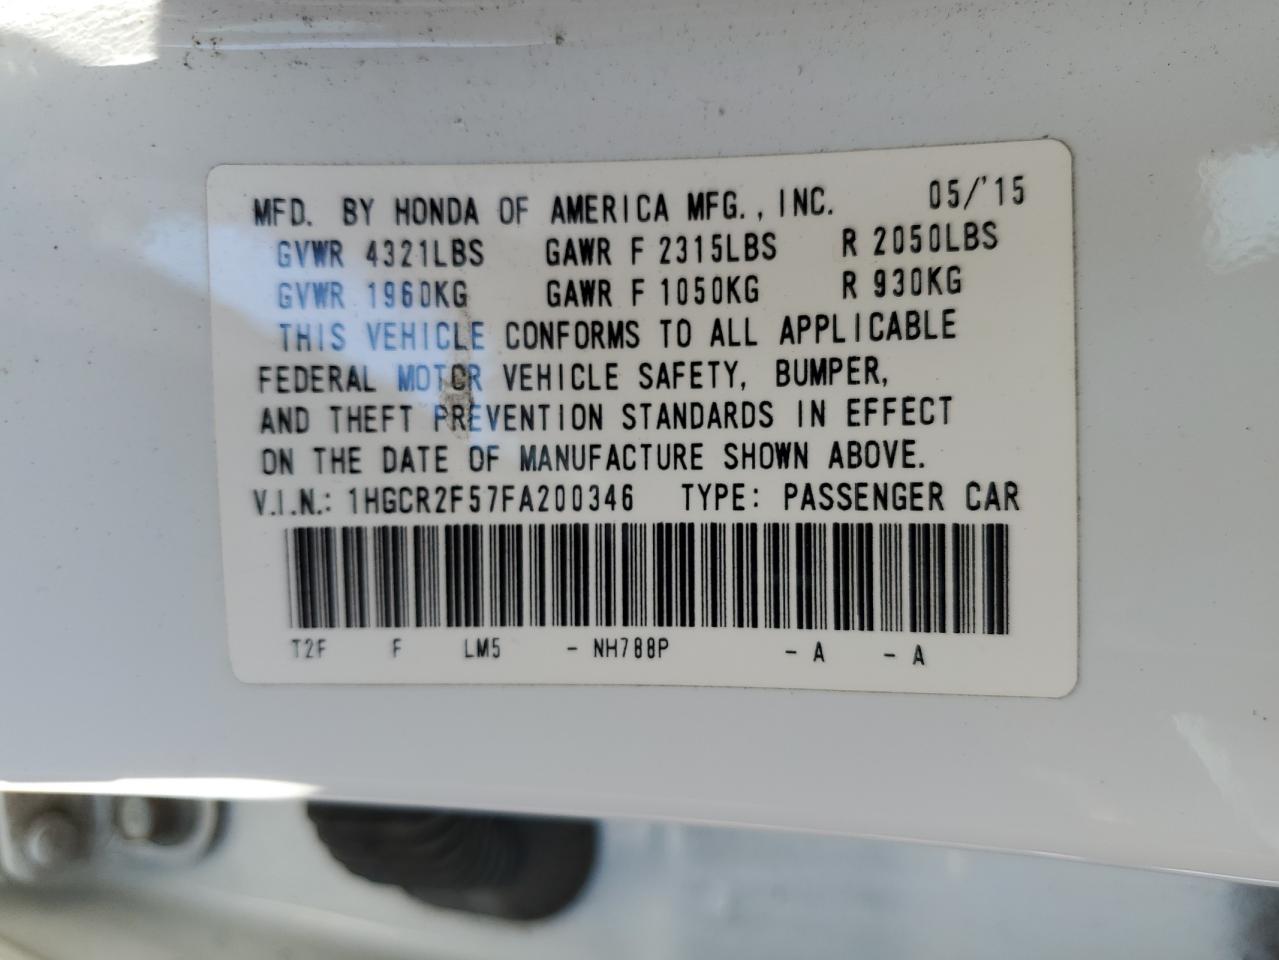 MFD. BY HONDA OF AMERICA MFG., INC. 05/'15
GVWR 4321LBS GAWR F 2315LBS R 2050LBS
GVWR 1960KG GAWR F 1050KG R 930KG
THIS VEHICLE CONFORMS TO ALL APPLICABLE
FEDERAL MOTOR VEHICLE SAFETY, BUMPER,
AND THEFT PREVENTION STANDARDS IN EFFECT
ON THE DATE OF MANUFACTURE SHOWN ABOVE.
V.I.N.: 1HGCR2F57FA200346 TYPE: PASSENGER CAR
T2F F LM5 - NH788P - A - A